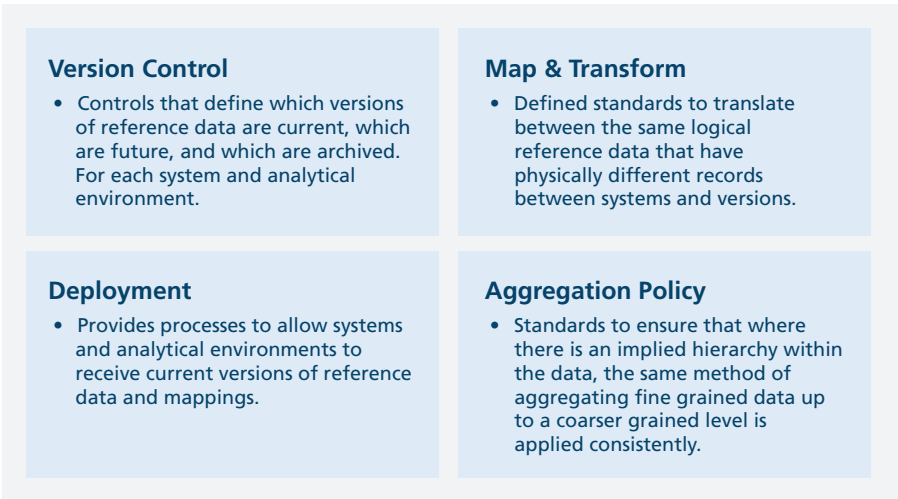 Version Control
• Controls that define which versions
of reference data are current, which
are future, and which are archived.
For each system and analytical
environment.
Map & Transform
• Defined standards to translate
between the same logical
reference data that have
physically different records
between systems and versions.
Deployment
• Provides processes to allow systems
and analytical environments to
receive current versions of reference
data and mappings.
Aggregation Policy
• Standards to ensure that where
there is an implied hierarchy within
the data, the same method of
aggregating fine grained data up
to a coarser grained level is
applied consistently.